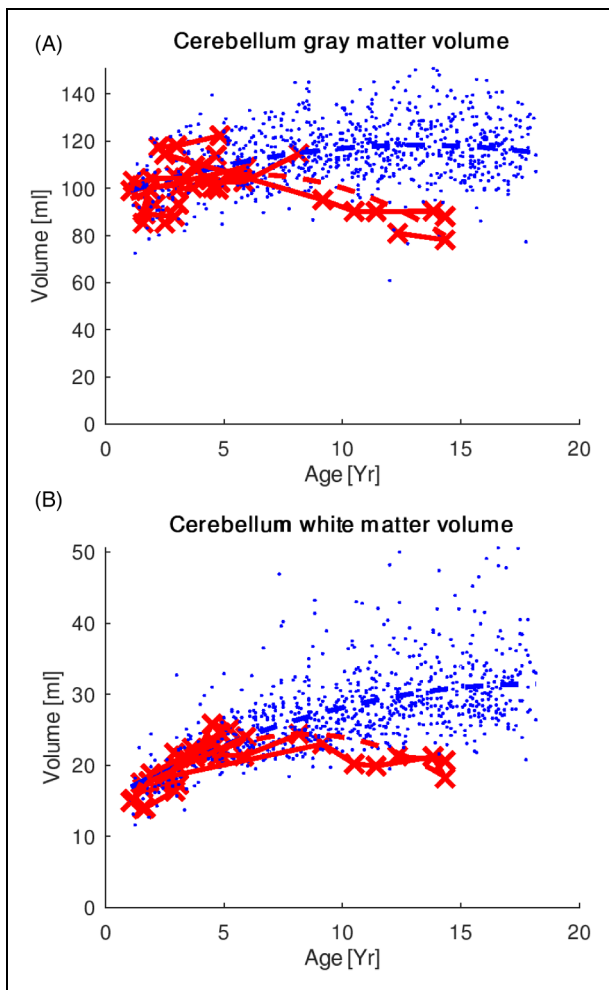 (A)
Cerebellum gray matter volume
140
120
100
80
60
40
20
0
Volume [ml]
0 5 10 15 20
Age [Yr]
(B)
Cerebellum white matter volume
50
40
30
20
10
0
Volume [ml]
0 5 10 15 20
Age [Yr]